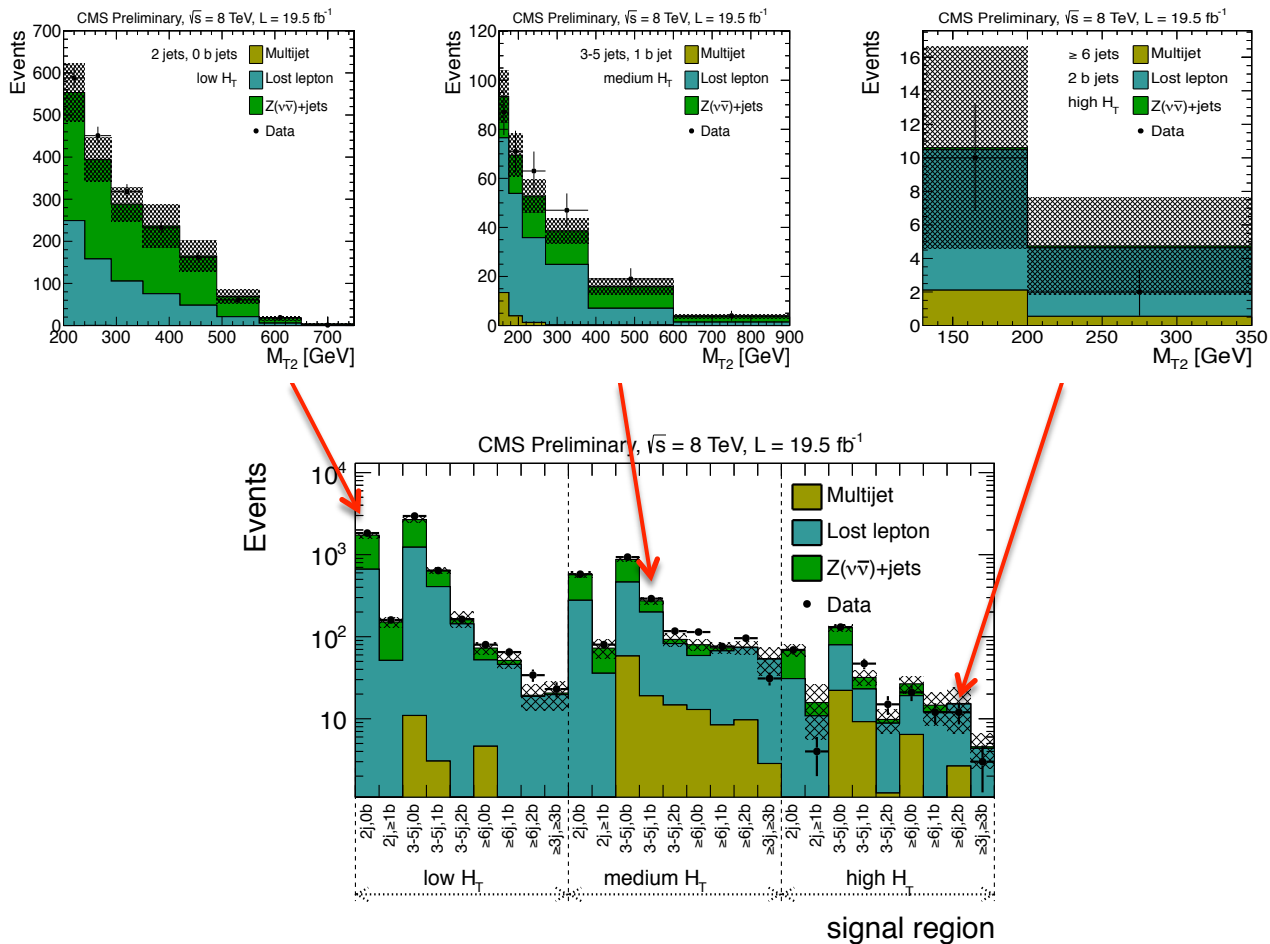 CMS Preliminary, √s = 8 TeV, L = 19.5 fb⁻¹
Events
700
600
500
400
300
200
100
0
2 jets, 0 b jets
low H_T
Multijet
Lost lepton
Z(νν̅)+jets
Data
200 300 400 500 600 700
M_T2 [GeV]
CMS Preliminary, √s = 8 TeV, L = 19.5 fb⁻¹
Events
120
100
80
60
40
20
0
3-5 jets, 1 b jet
medium H_T
Multijet
Lost lepton
Z(νν̅)+jets
Data
200 300 400 500 600 700 800 900
M_T2 [GeV]
CMS Preliminary, √s = 8 TeV, L = 19.5 fb⁻¹
Events
16
14
12
10
8
6
4
2
0
≥ 6 jets
2 b jets
high H_T
Multijet
Lost lepton
Z(νν̅)+jets
Data
150 200 250 300 350
M_T2 [GeV]
CMS Preliminary, √s = 8 TeV, L = 19.5 fb⁻¹
Events
10⁴
10³
10²
10
Multijet
Lost lepton
Z(νν̅)+jets
Data
2j,0b
2j,≥1b
3-5j,0b
3-5j,1b
3-5j,2b
≥6j,0b
≥6j,1b
≥6j,2b
≥3j,≥3b
2j,0b
2j,≥1b
3-5j,0b
3-5j,1b
3-5j,2b
≥6j,0b
≥6j,1b
≥6j,2b
≥3j,≥3b
2j,0b
2j,≥1b
3-5j,0b
3-5j,1b
3-5j,2b
≥6j,0b
≥6j,1b
≥6j,2b
≥3j,≥3b
low H_T
medium H_T
high H_T
signal region